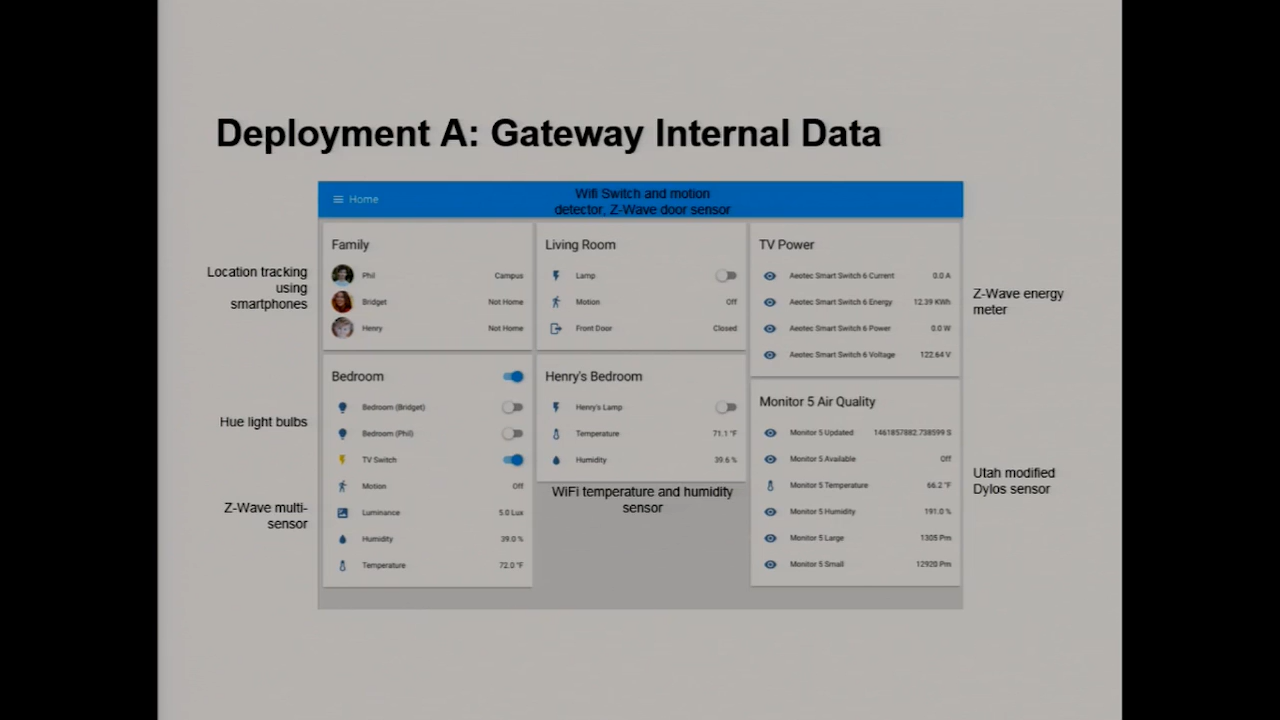 Deployment A: Gateway Internal Data
Home
Wifi Switch and motion
detector, Z-Wave door sensor
Location tracking
using
smartphones
Family
Phil Campus
Bridget Not Home
Henry Not Home
Living Room
Lamp
Motion Off
Front Door Closed
TV Power
Aeotec Smart Switch 6 Current 0.0 A
Aeotec Smart Switch 6 Energy 12.39 KWh
Aeotec Smart Switch 6 Power 0.0 W
Aeotec Smart Switch 6 Voltage 122.64 V
Z-Wave energy
meter
Hue light bulbs
Z-Wave multi-
sensor
Bedroom
Bedroom (Bridget)
Bedroom (Phil)
TV Switch
Motion Off
Luminance 5.0 Lux
Humidity 39.0 %
Temperature 72.0 °F
Henry's Bedroom
Henry's Lamp
Temperature 71.1 °F
Humidity 39.6 %
WiFi temperature and humidity
sensor
Monitor 5 Air Quality
Monitor 5 Updated 1461857882.738599 S
Monitor 5 Available Off
Monitor 5 Temperature 66.2 °F
Monitor 5 Humidity 191.0 %
Monitor 5 Large 1305 Pm
Monitor 5 Small 12920 Pm
Utah modified
Dylos sensor